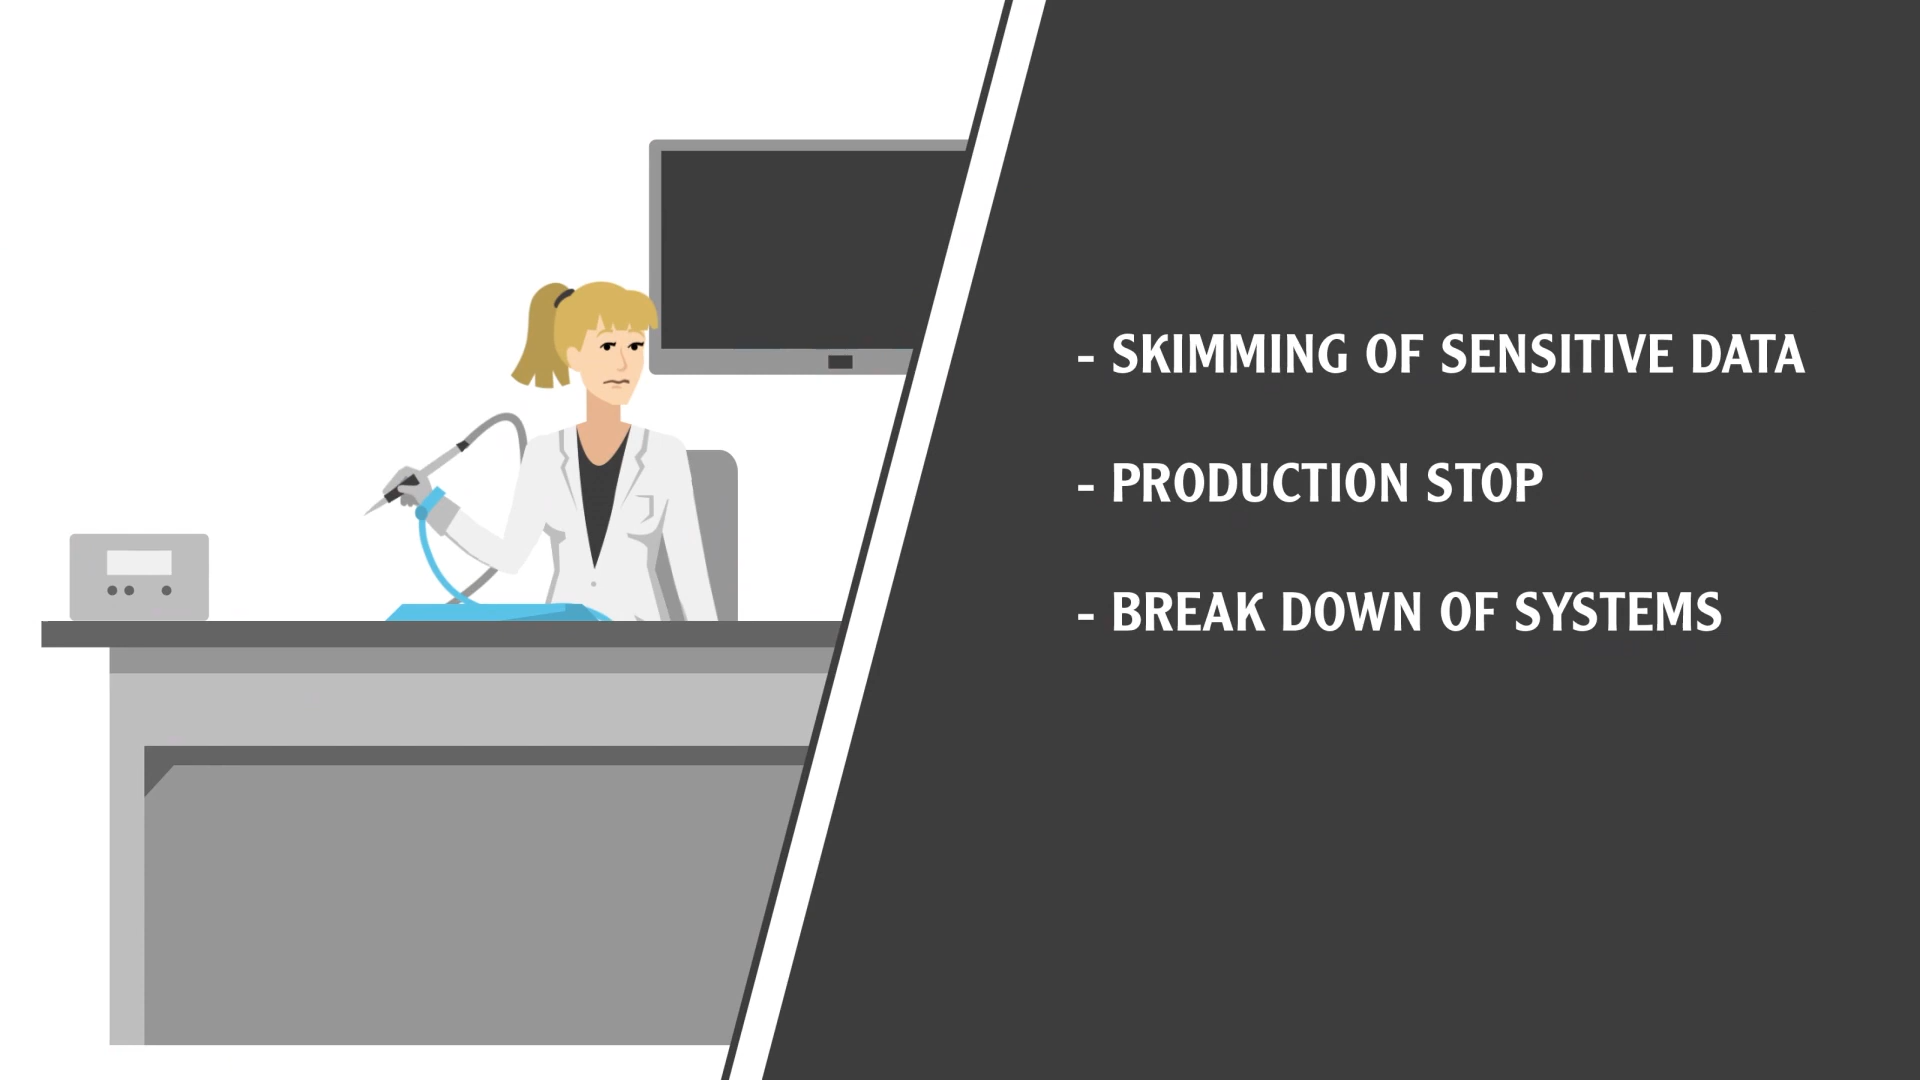 - SKIMMING OF SENSITIVE DATA
- PRODUCTION STOP
- BREAK DOWN OF SYSTEMS